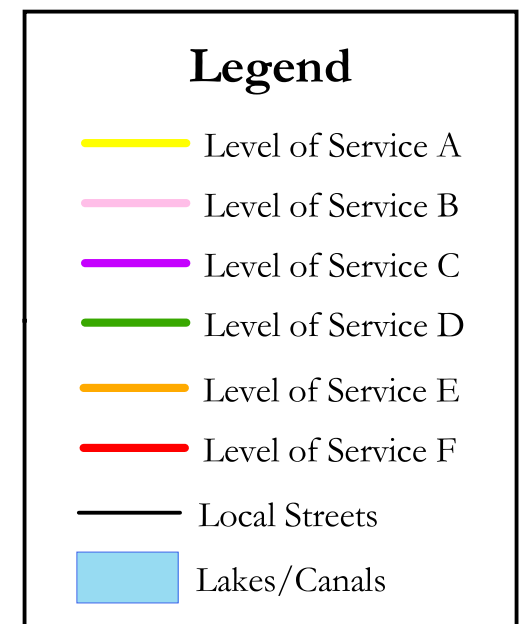 Legend
Level of Service A
Level of Service B
Level of Service C
Level of Service D
Level of Service E
Level of Service F
Local Streets
Lakes/Canals